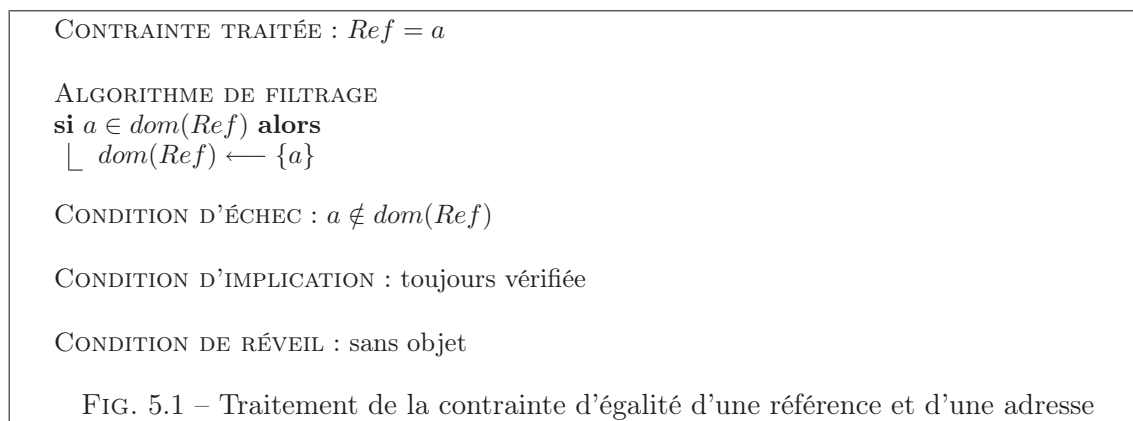 CONTRAINTE TRAITÉE : Ref = a
ALGORITHME DE FILTRAGE
si a ∈ dom(Ref) alors
dom(Ref) ⟵ {a}
CONDITION D'ÉCHEC : a ∉ dom(Ref)
CONDITION D'IMPLICATION : toujours vérifiée
CONDITION DE RÉVEIL : sans objet
FIG. 5.1 – Traitement de la contrainte d'égalité d'une référence et d'une adresse